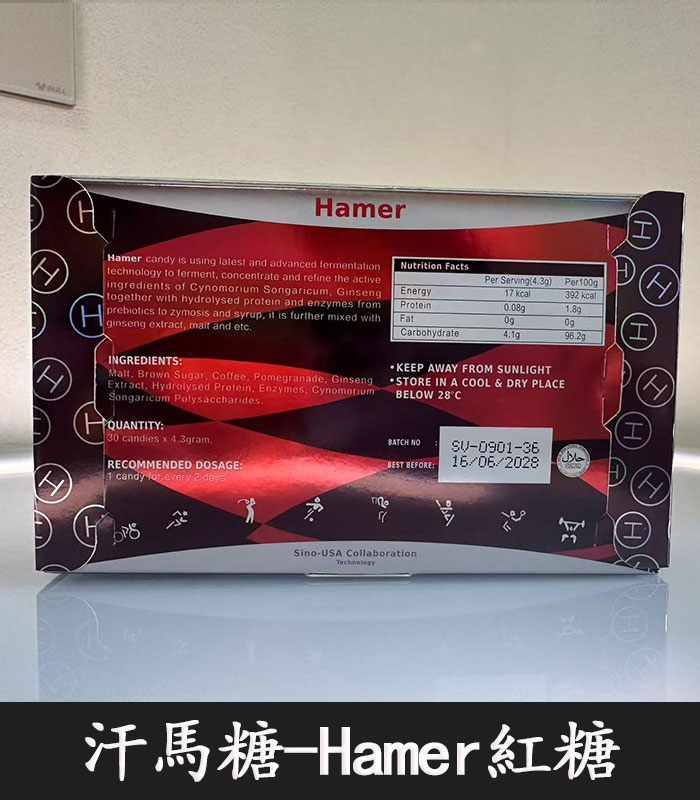 Hamer
Hamer candy is using latest and advanced fermentation
technology to ferment, concentrate and refine the active
ingredients of Cynomorium Songaricum, Ginseng
together with hydrolysed protein and enzymes from
prebiotics to zymosis and syrup, it is further mixed with
ginseng extract, malt and etc.
INGREDIENTS:
Malt, Brown Sugar, Coffee, Pomegranade, Ginseng
Extract, Hydrolysed Protein, Enzymes, Cynomorium
Songaricum Polysaccharides.
QUANTITY:
30 candies x 4.3gram.
RECOMMENDED DOSAGE:
1 candy for every 2 days
Nutrition Facts
Per Serving(4.3g) Per100g
Energy 17 kcal 392 kcal
Protein 0.08g 1.8g
Fat 0g 0g
Carbohydrate 4.1g 96.2g
•KEEP AWAY FROM SUNLIGHT
•STORE IN A COOL & DRY PLACE
BELOW 28°C
BATCH NO : SV-0901-36
BEST BEFORE: 16/06/2028
حلال
Sino-USA Collaboration
Technology
汗馬糖-Hamer紅糖